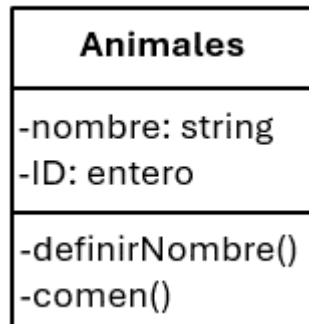 Animales
-nombre: string
-ID: entero
-definirNombre()
-comen()